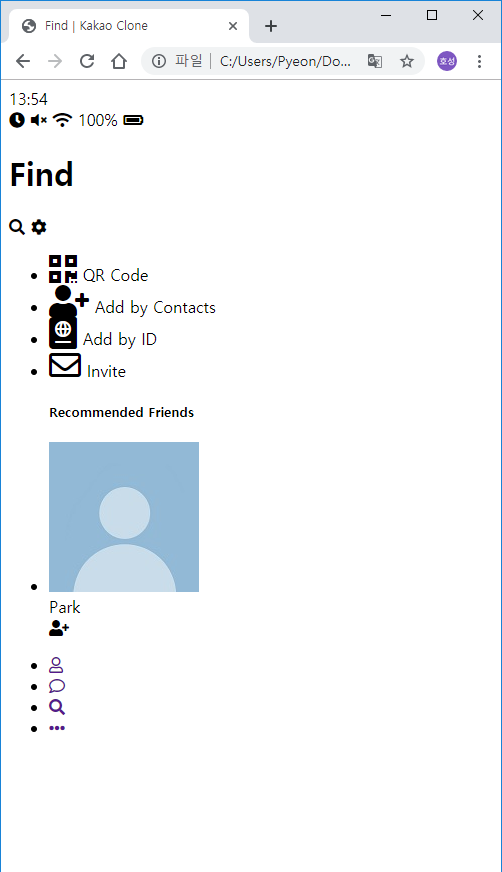 Find | Kakao Clone
파일 | C:/Users/Pyeon/Do... 호성
13:54
100%
Find
QR Code
Add by Contacts
Add by ID
Invite
Recommended Friends
Park